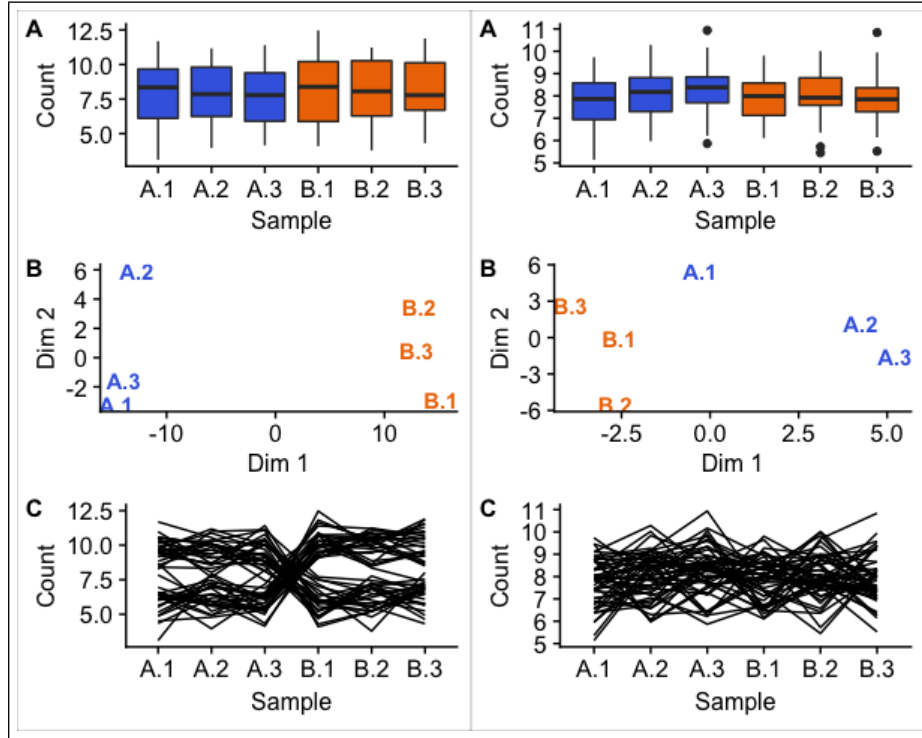 A
12.5
10.0
7.5
5.0
Count
A.1 A.2 A.3 B.1 B.2 B.3
Sample
B
6
4
2
0
-2
Dim 2
A.2
B.2
B.3
A.3
A.1
B.1
-10 0 10
Dim 1
C
12.5
10.0
7.5
5.0
Count
A.1 A.2 A.3 B.1 B.2 B.3
Sample
A
11
10
9
8
7
6
5
Count
A.1 A.2 A.3 B.1 B.2 B.3
Sample
B
6
3
0
-3
-6
Dim 2
A.1
B.3
A.2
B.1
A.3
B.2
-2.5 0.0 2.5 5.0
Dim 1
C
11
10
9
8
7
6
5
Count
A.1 A.2 A.3 B.1 B.2 B.3
Sample